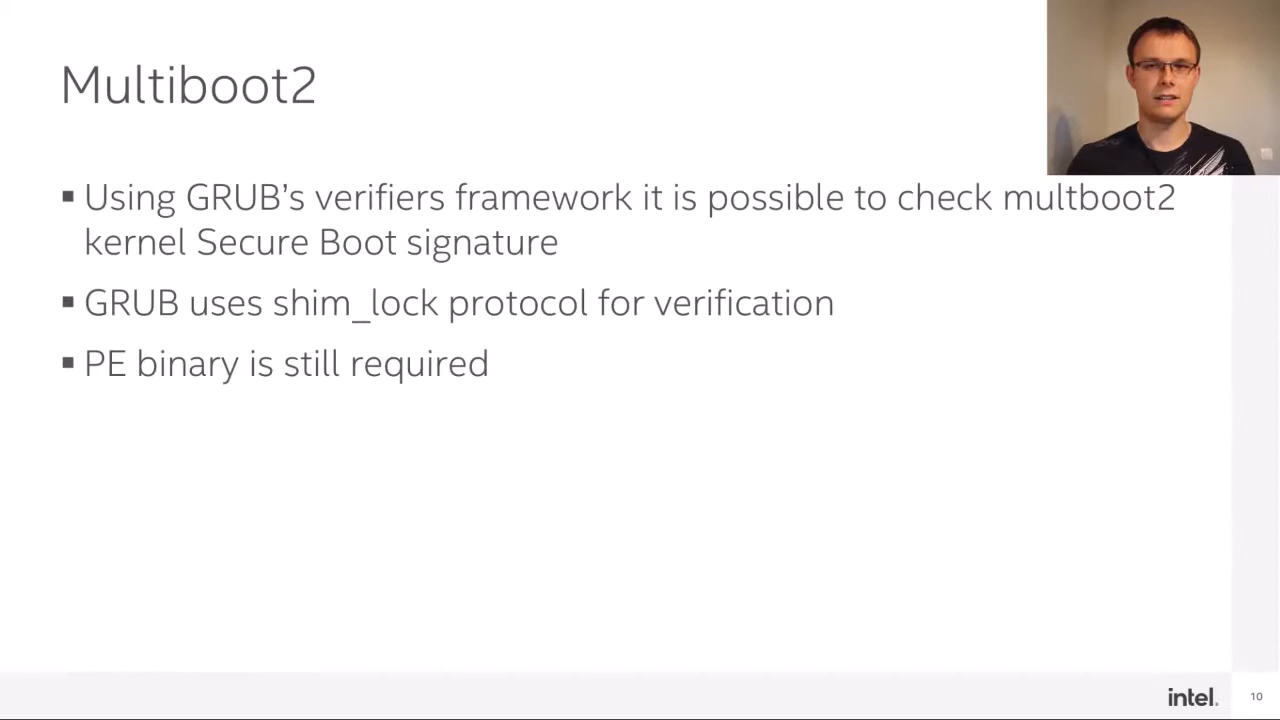 Multiboot2
▪ Using GRUB’s verifiers framework it is possible to check multboot2
kernel Secure Boot signature
▪ GRUB uses shim_lock protocol for verification
▪ PE binary is still required
intel.
10